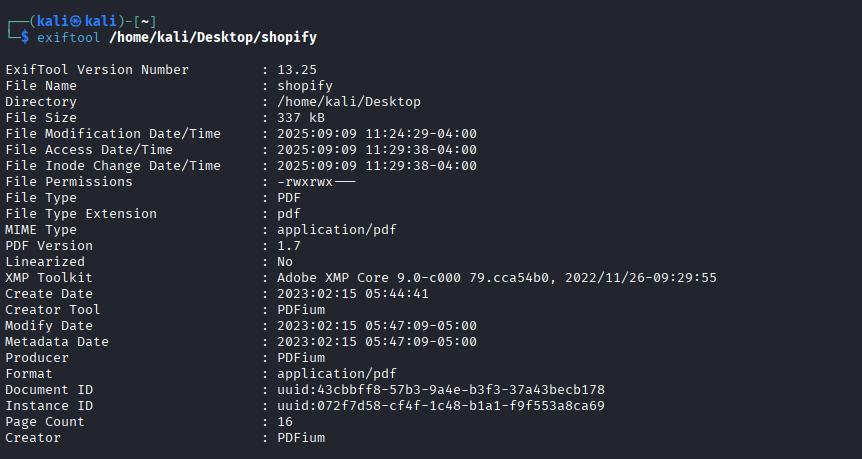 ┌──(kali㉿kali)-[~]
└─$ exiftool /home/kali/Desktop/shopify
ExifTool Version Number         : 13.25
File Name                       : shopify
Directory                       : /home/kali/Desktop
File Size                       : 337 kB
File Modification Date/Time     : 2025:09:09 11:24:29-04:00
File Access Date/Time           : 2025:09:09 11:29:38-04:00
File Inode Change Date/Time     : 2025:09:09 11:29:38-04:00
File Permissions                : -rwxrwx---
File Type                       : PDF
File Type Extension             : pdf
MIME Type                       : application/pdf
PDF Version                     : 1.7
Linearized                      : No
XMP Toolkit                     : Adobe XMP Core 9.0-c000 79.cca54b0, 2022/11/26-09:29:55
Create Date                     : 2023:02:15 05:44:41
Creator Tool                    : PDFium
Modify Date                     : 2023:02:15 05:47:09-05:00
Metadata Date                   : 2023:02:15 05:47:09-05:00
Producer                        : PDFium
Format                          : application/pdf
Document ID                     : uuid:43cbbff8-57b3-9a4e-b3f3-37a43becb178
Instance ID                     : uuid:072f7d58-cf4f-1c48-b1a1-f9f553a8ca69
Page Count                      : 16
Creator                         : PDFium